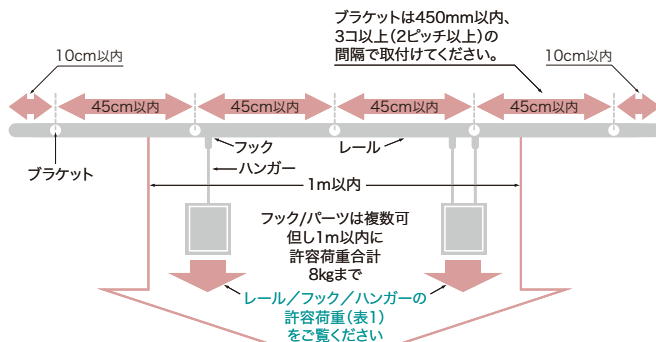 ブラケットは450mm以内、
3コ以上(2ピッチ以上)の
間隔で取付けてください。
10cm以内
10cm以内
45cm以内
45cm以内
45cm以内
45cm以内
フック
レール
ブラケット
ハンガー
1m以内
フック/パーツは複数可
但し1m以内に
許容荷重合計
8kgまで
レール/フック/ハンガーの
許容荷重(表1)
をご覧ください